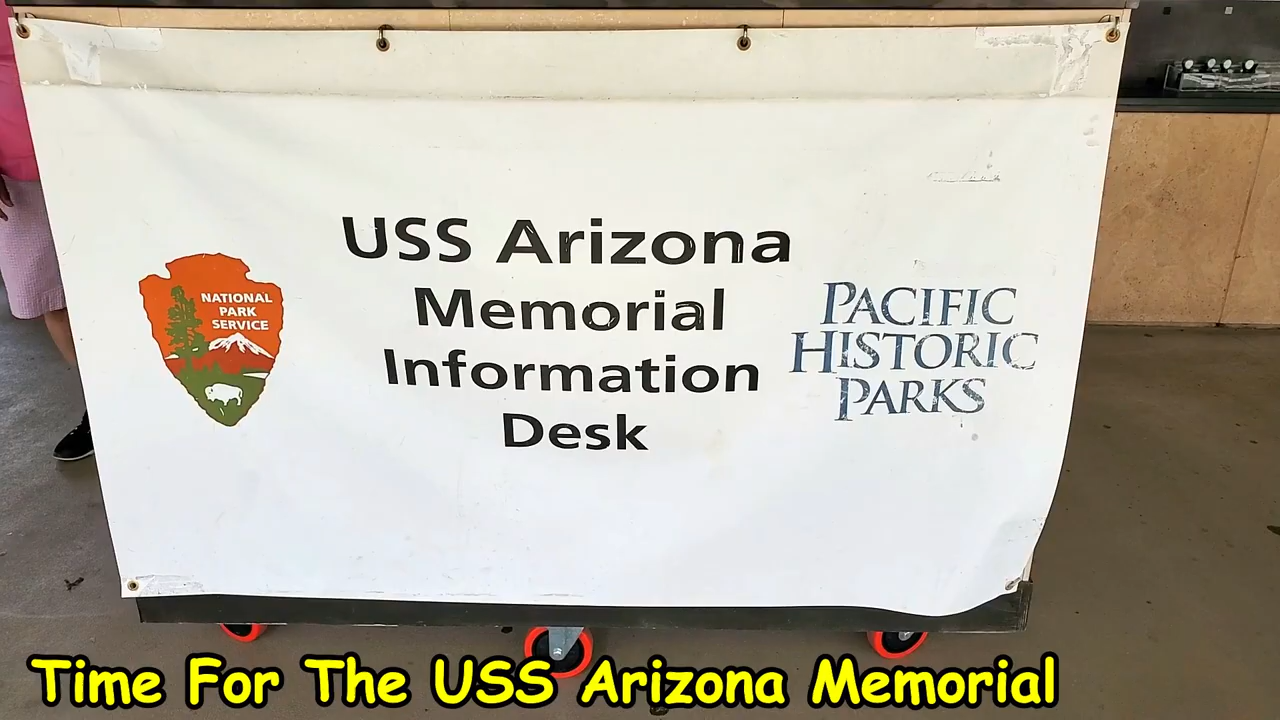 USS Arizona
Memorial
Information
Desk
NATIONAL
PARK
SERVICE
PACIFIC
HISTORIC
PARKS
Time For The USS Arizona Memorial